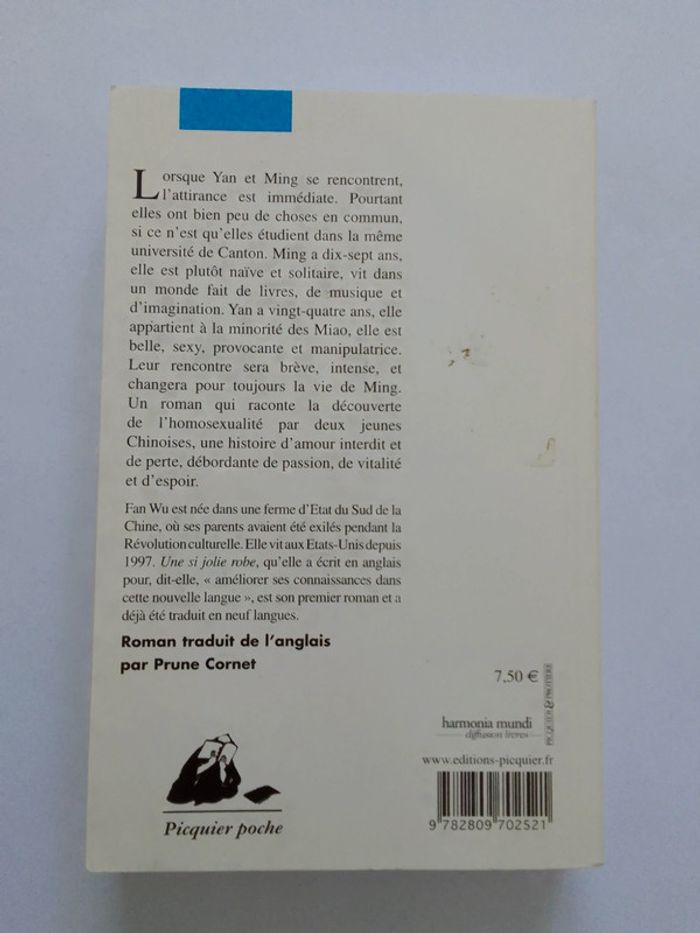 Lorsque Yan et Ming se rencontrent,
l'attirance est immédiate. Pourtant
elles ont bien peu de choses en commun,
si ce n'est qu'elles étudient dans la même
université de Canton. Ming a dix-sept ans,
elle est plutôt naïve et solitaire, vit dans
un monde fait de livres, de musique et
d'imagination. Yan a vingt-quatre ans, elle
appartient à la minorité des Miao, elle est
belle, sexy, provocante et manipulatrice.
Leur rencontre sera brève, intense, et
changera pour toujours la vie de Ming.
Un roman qui raconte la découverte
de l'homosexualité par deux jeunes
Chinoises, une histoire d'amour interdit et
de perte, débordante de passion, de vitalité
et d'espoir.
Fan Wu est née dans une ferme d'Etat du Sud de la
Chine, où ses parents avaient été exilés pendant la
Révolution culturelle. Elle vit aux Etats-Unis depuis
1997. Une si jolie robe, qu'elle a écrit en anglais
pour, dit-elle, « améliorer ses connaissances dans
cette nouvelle langue », est son premier roman et a
déjà été traduit en neuf langues.
Roman traduit de l'anglais
par Prune Cornet
7,50 €
harmonia mundi
diffusion livres
PICQUIER & PROTIÈRE
www.editions-picquier.fr
9 782809 702521
Picquier poche